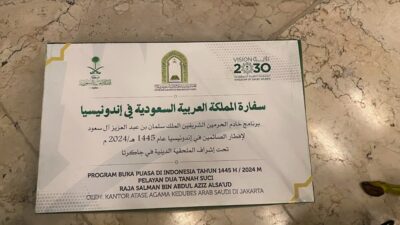 VISION رؤية
2030
سفارة المملكة العربية السعودية في إندونيسيا
برنامج خادم الحرمين الشريفين الملك سلمان بن عبد العزيز آل سعود
لإفطار الصائمين في إندونيسيا عام 1445 هـ/2024 م
تحت إشراف الملحقية الدينية في جاكرتا
PROGRAM BUKA PUASA DI INDONESIA TAHUN 1445 H / 2024 M
PELAYAN DUA TANAH SUCI
RAJA SALMAN BIN ABDUL AZIZ ALSA'UD
OLEH: KANTOR ATASE AGAMA KEDUBES ARAB SAUDI DI JAKARTA